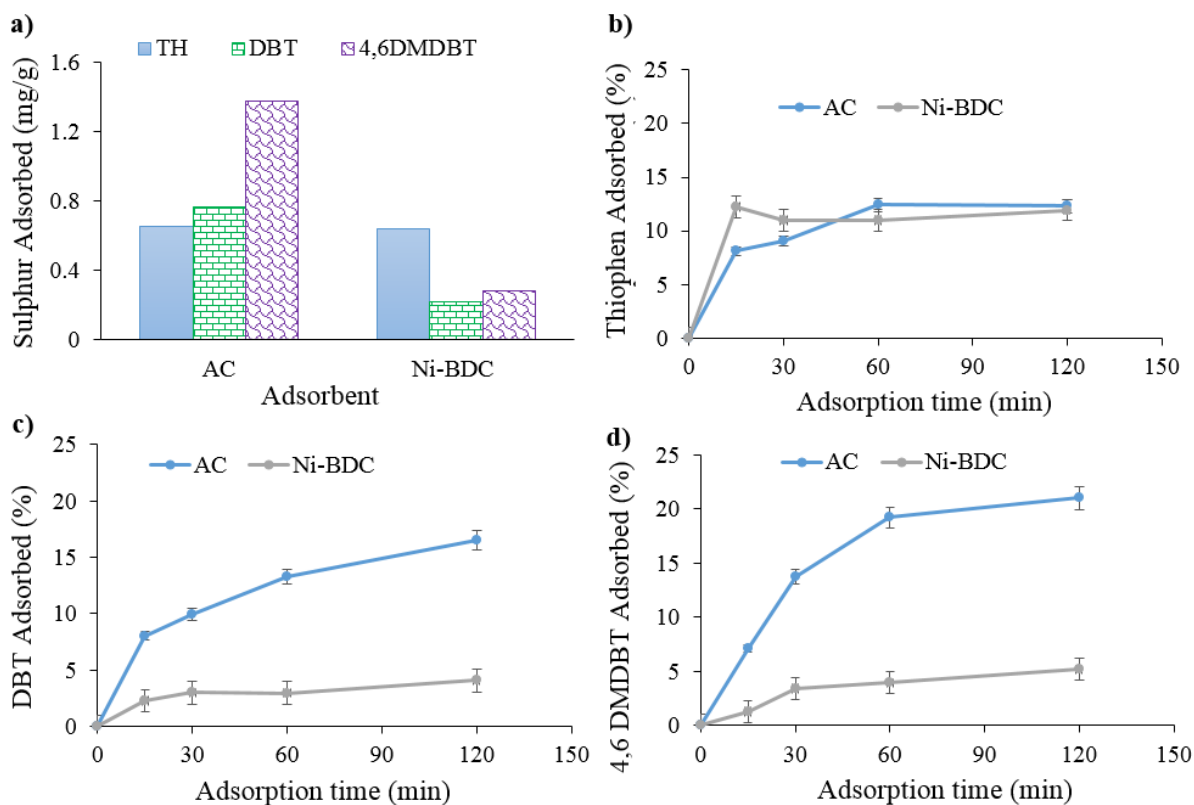 a)
TH DBT 4,6DMDBT
Sulphur Adsorbed (mg/g)
1.6
1.2
0.8
0.4
0
AC Ni-BDC
Adsorbent
b)
Thiophen Adsorbed (%)
AC Ni-BDC
25
20
15
10
5
0
0 30 60 90 120 150
Adsorption time (min)
c)
DBT Adsorbed (%)
AC Ni-BDC
25
20
15
10
5
0
0 30 60 90 120 150
Adsorption time (min)
d)
4,6 DMDBT Adsorbed (%)
AC Ni-BDC
25
20
15
10
5
0
0 30 60 90 120 150
Adsorption time (min)